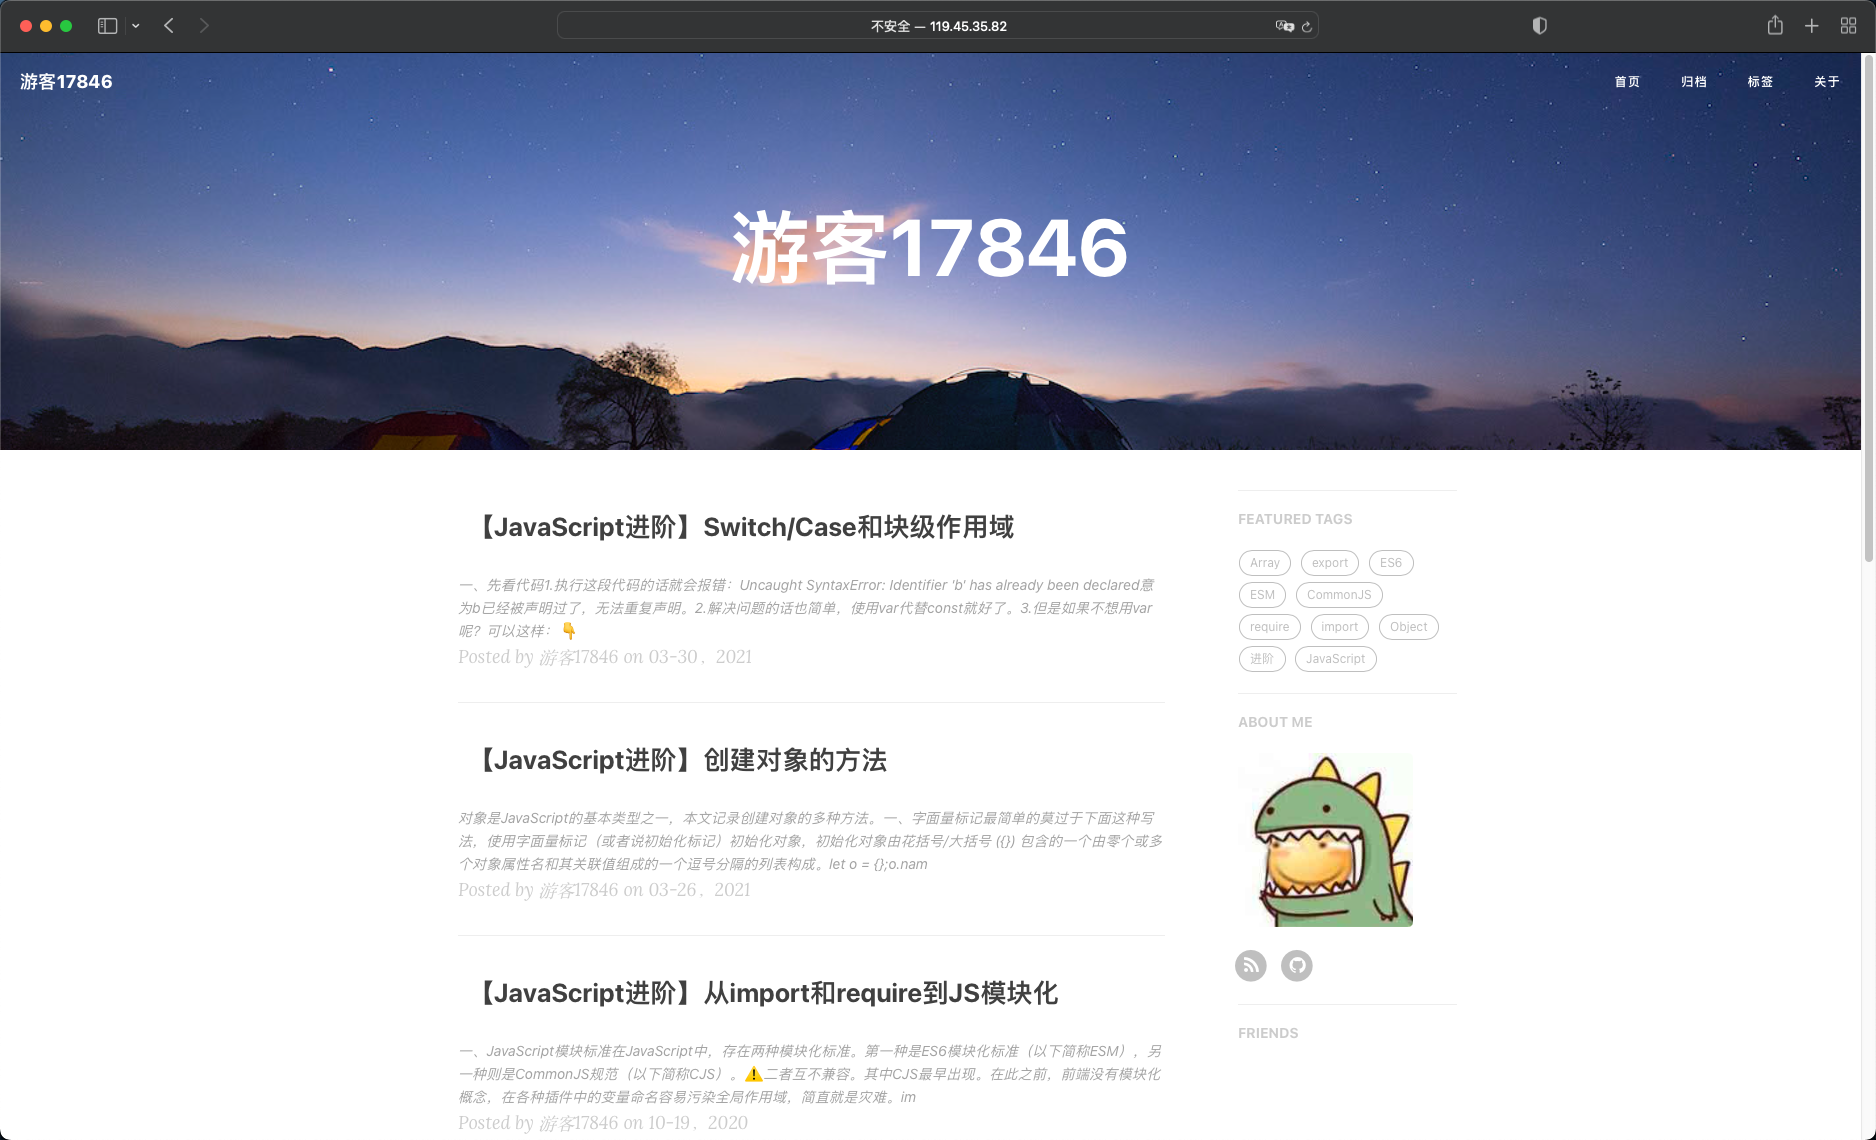 不安全 — 119.45.35.82
游客17846
首页 归档 标签 关于
游客17846
【JavaScript进阶】Switch/Case和块级作用域
一、先看代码1.执行这段代码的话就会报错：Uncaught SyntaxError: Identifier 'b' has already been declared意
为b已经被声明过了，无法重复声明。2.解决问题的话也简单，使用var代替const就好了。3.但是如果不想用var
呢？可以这样：👇
Posted by 游客17846 on 03-30，2021
【JavaScript进阶】创建对象的方法
对象是JavaScript的基本类型之一，本文记录创建对象的多种方法。一、字面量标记最简单的莫过于下面这种写
法，使用字面量标记（或者说初始化标记）初始化对象，初始化对象由花括号/大括号 ({}) 包含的一个由零个或多
个对象属性名和其关联值组成的一个逗号分隔的列表构成。let o = {};o.nam
Posted by 游客17846 on 03-26，2021
【JavaScript进阶】从import和require到JS模块化
一、JavaScript模块标准在JavaScript中，存在两种模块化标准。第一种是ES6模块化标准（以下简称ESM），另
一种则是CommonJS规范（以下简称CJS）。⚠️二者互不兼容。其中CJS最早出现。在此之前，前端没有模块化
概念，在各种插件中的变量命名容易污染全局作用域，简直就是灾难。im
Posted by 游客17846 on 10-19，2020
FEATURED TAGS
Array export ES6
ESM CommonJS
require import Object
进阶 JavaScript
ABOUT ME
FRIENDS